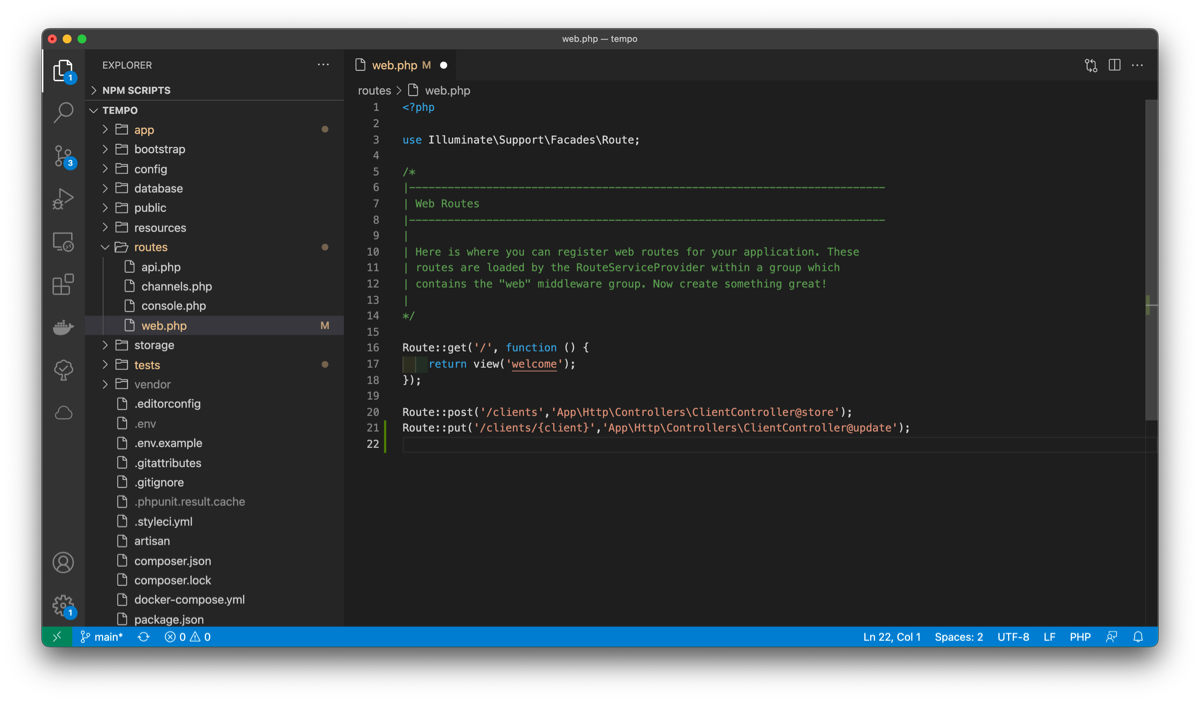 web.php — tempo
EXPLORER
NPM SCRIPTS
TEMPO
app
bootstrap
config
database
public
resources
routes
api.php
channels.php
console.php
web.php M
storage
tests
vendor
.editorconfig
.env
.env.example
.gitattributes
.gitignore
.phpunit.result.cache
.styleci.yml
artisan
composer.json
composer.lock
docker-compose.yml
package.json
1
3
1
web.php M
routes > web.php
1 <?php
2
3 use Illuminate\Support\Facades\Route;
4
5 /*
6 |--------------------------------------------------------------------------
7 | Web Routes
8 |--------------------------------------------------------------------------
9 |
10 | Here is where you can register web routes for your application. These
11 | routes are loaded by the RouteServiceProvider within a group which
12 | contains the "web" middleware group. Now create something great!
13 |
14 */
15
16 Route::get('/', function () {
17 return view('welcome');
18 });
19
20 Route::post('/clients','App\Http\Controllers\ClientController@store');
21 Route::put('/clients/{client}','App\Http\Controllers\ClientController@update');
22
main* 0 0 Ln 22, Col 1 Spaces: 2 UTF-8 LF PHP